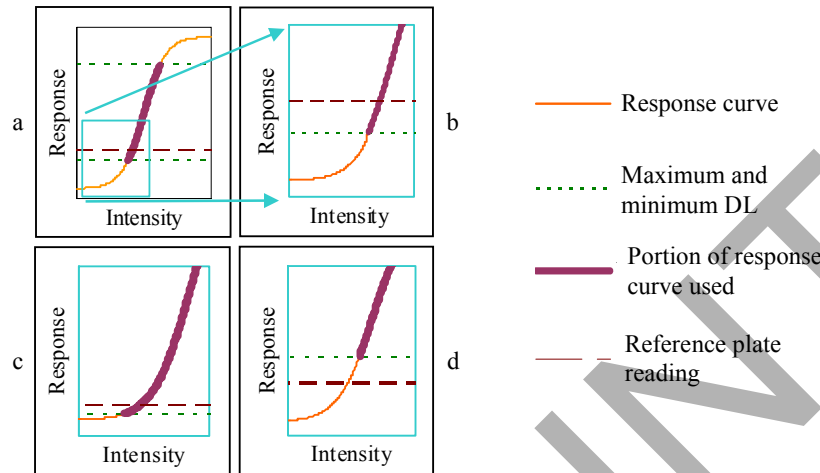 a
Response
Intensity
b
Response
Intensity
c
Response
Intensity
d
Response
Intensity
Response curve
Maximum and
minimum DL
Portion of response
curve used
Reference plate
reading
INT